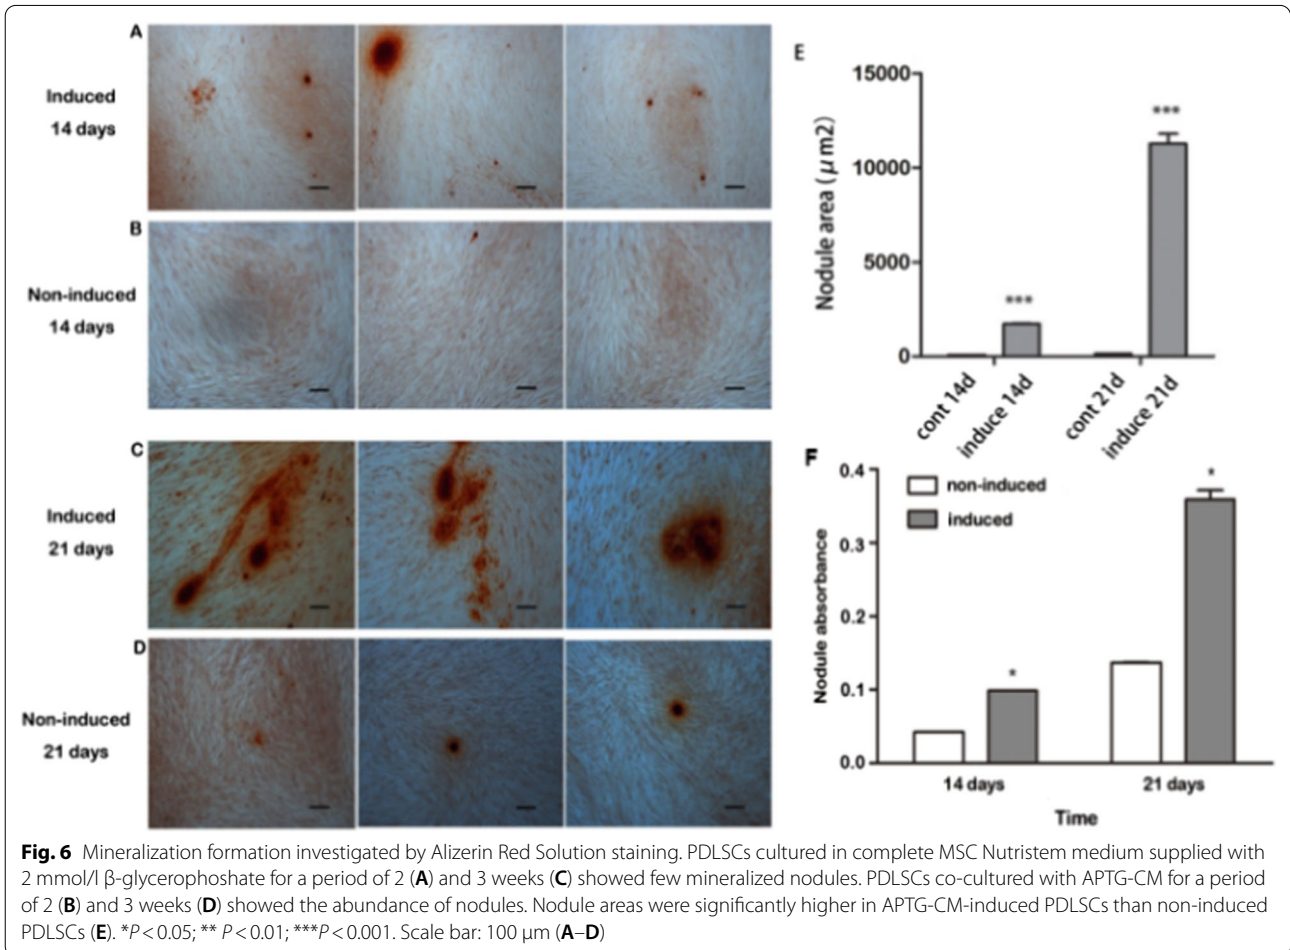 A
Induced
14 days
B
Non-induced
14 days
C
Induced
21 days
D
Non-induced
21 days
E
Nodule area (μm2)
15000
10000
5000
0
***
***
cont 14d
induce 14d
cont 21d
induce 21d
F
Nodule absorbance
0.4
0.3
0.2
0.1
0.0
non-induced
induced
*
*
14 days
21 days
Time
Fig. 6 Mineralization formation investigated by Alizerin Red Solution staining. PDLSCs cultured in complete MSC Nutristem medium supplied with
2 mmol/l β-glycerophoshate for a period of 2 (A) and 3 weeks (C) showed few mineralized nodules. PDLSCs co-cultured with APTG-CM for a period
of 2 (B) and 3 weeks (D) showed the abundance of nodules. Nodule areas were significantly higher in APTG-CM-induced PDLSCs than non-induced
PDLSCs (E). *P < 0.05; ** P < 0.01; ***P < 0.001. Scale bar: 100 μm (A–D)